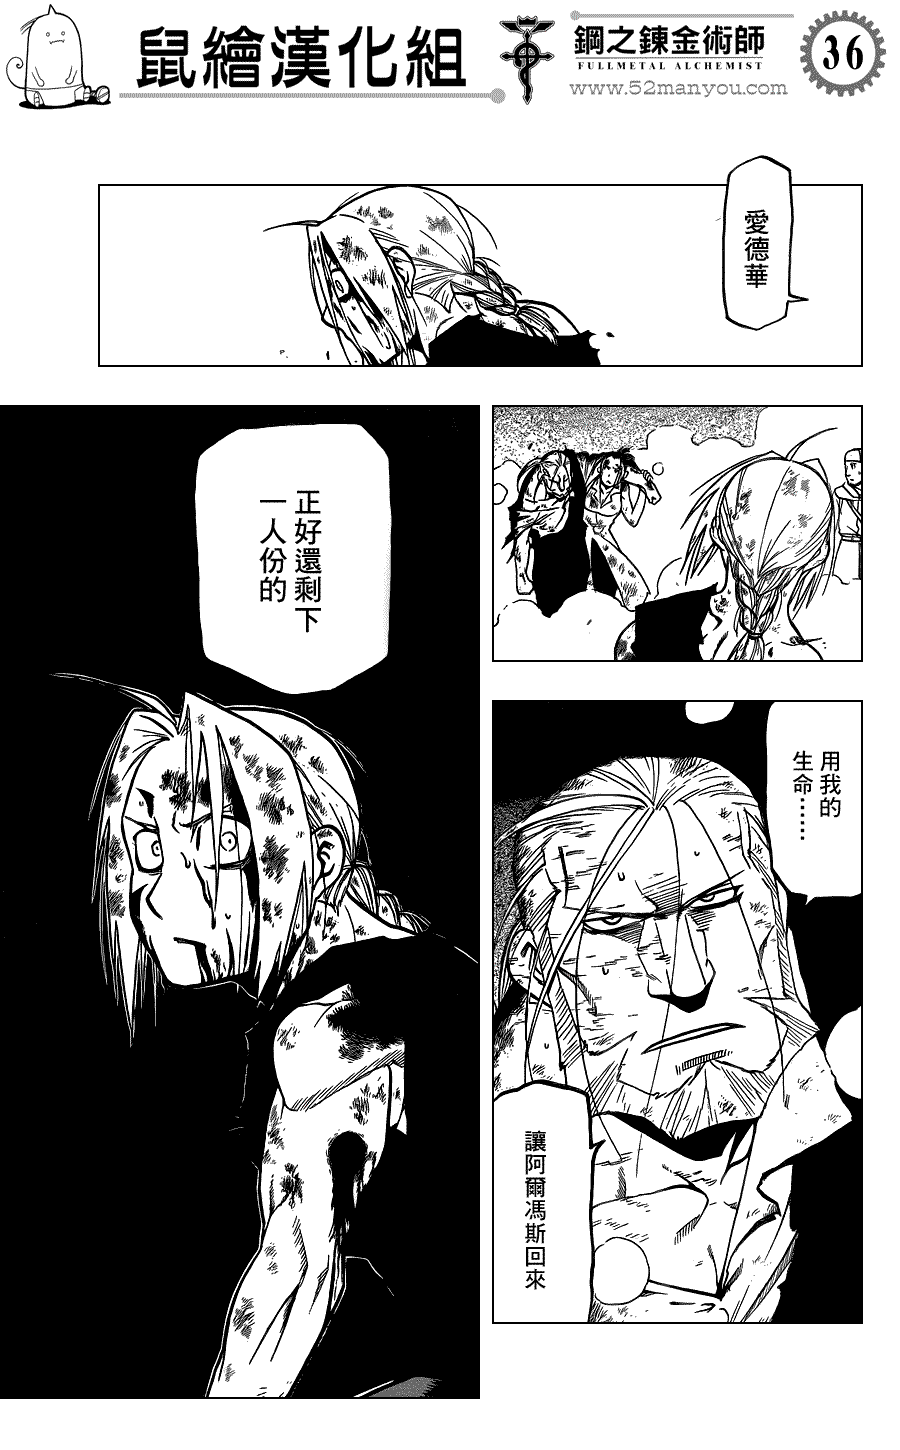 鼠繪漢化組
鋼之鍊金術師
FULLMETAL ALCHEMIST
www.52manyou.com
36
愛德華
用我的
生命……
讓阿爾馮斯回來
正好還剩下
一人份的